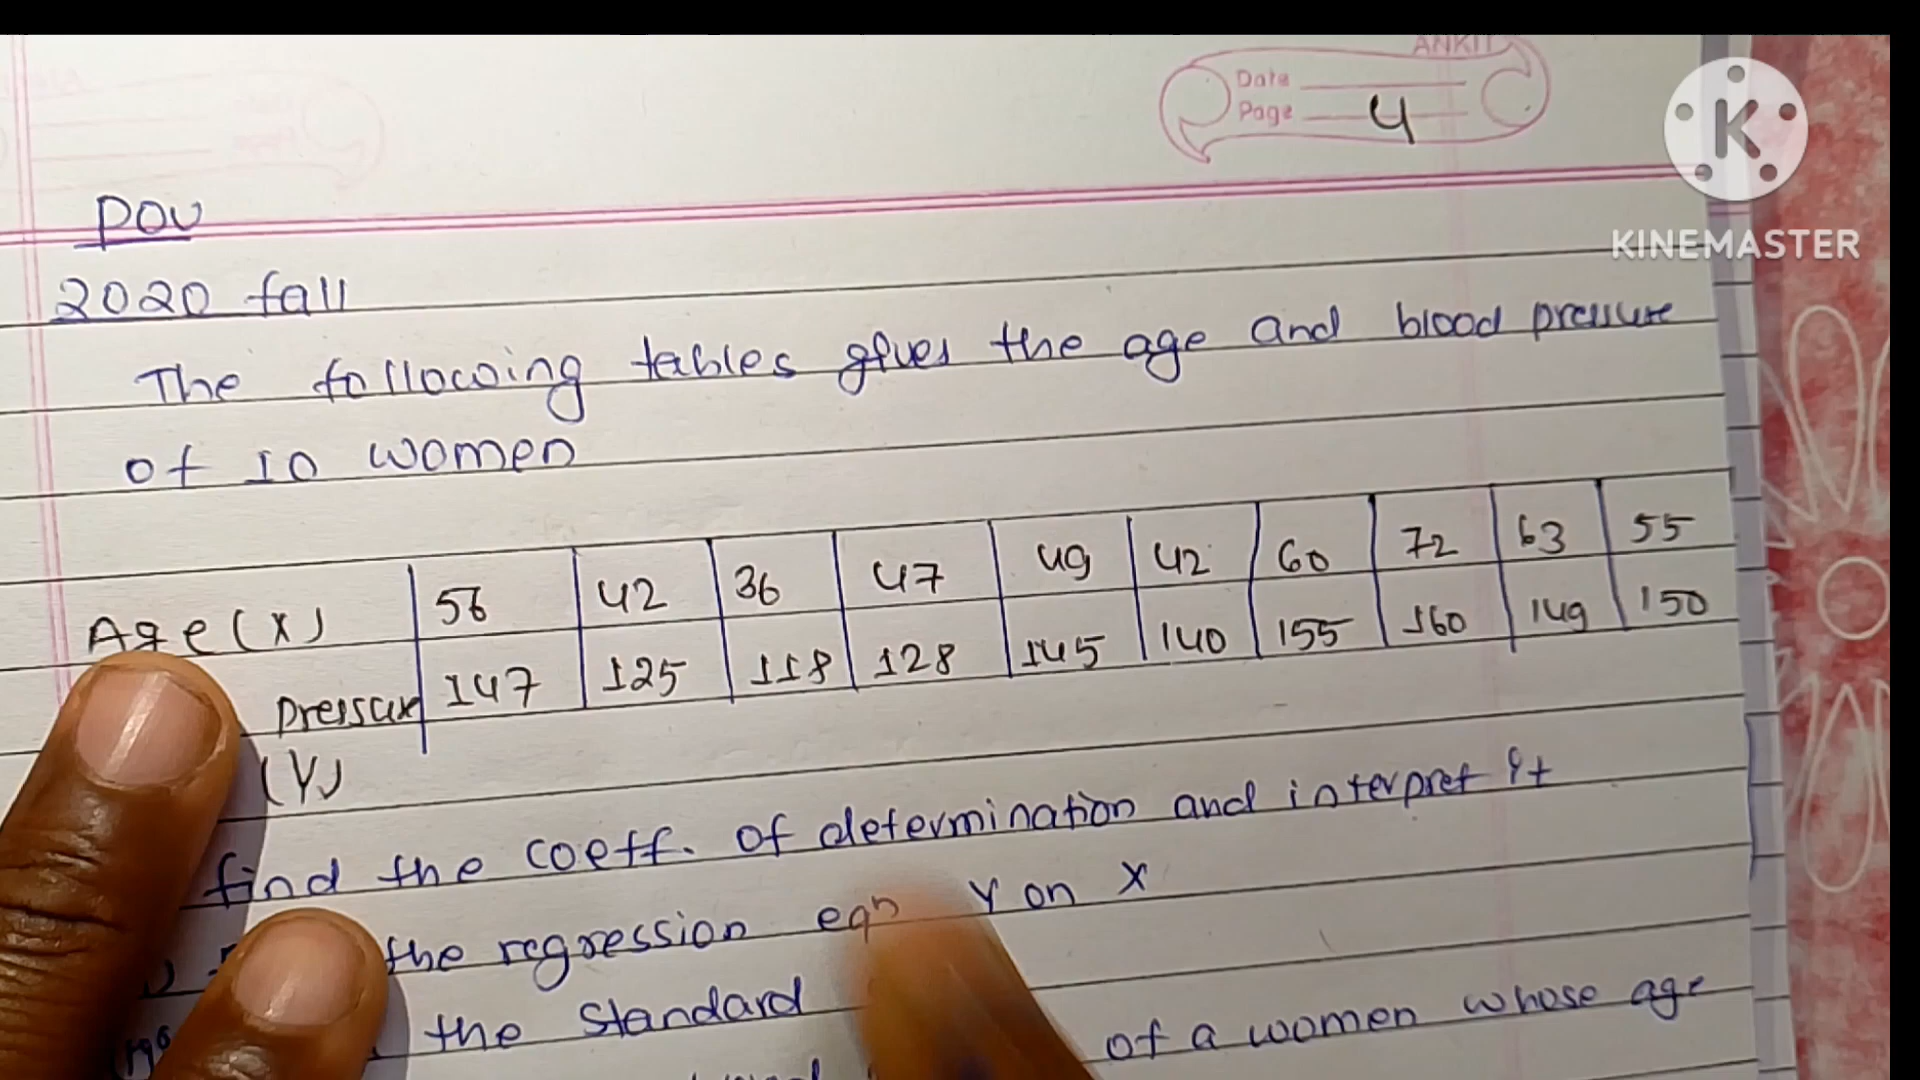 ANKIT
Date
Page 4
KINEMASTER
POU
2020 fall
The following tables gives the age and blood pressure
of 10 women
Age (X) 56 42 36 47 49 42 60 72 63 55
pressure 147 125 118 128 145 140 155 160 149 150
(Y)
find the coeff. of determination and interpret it
the regression eqn Y on X
the standard
of a women whose age